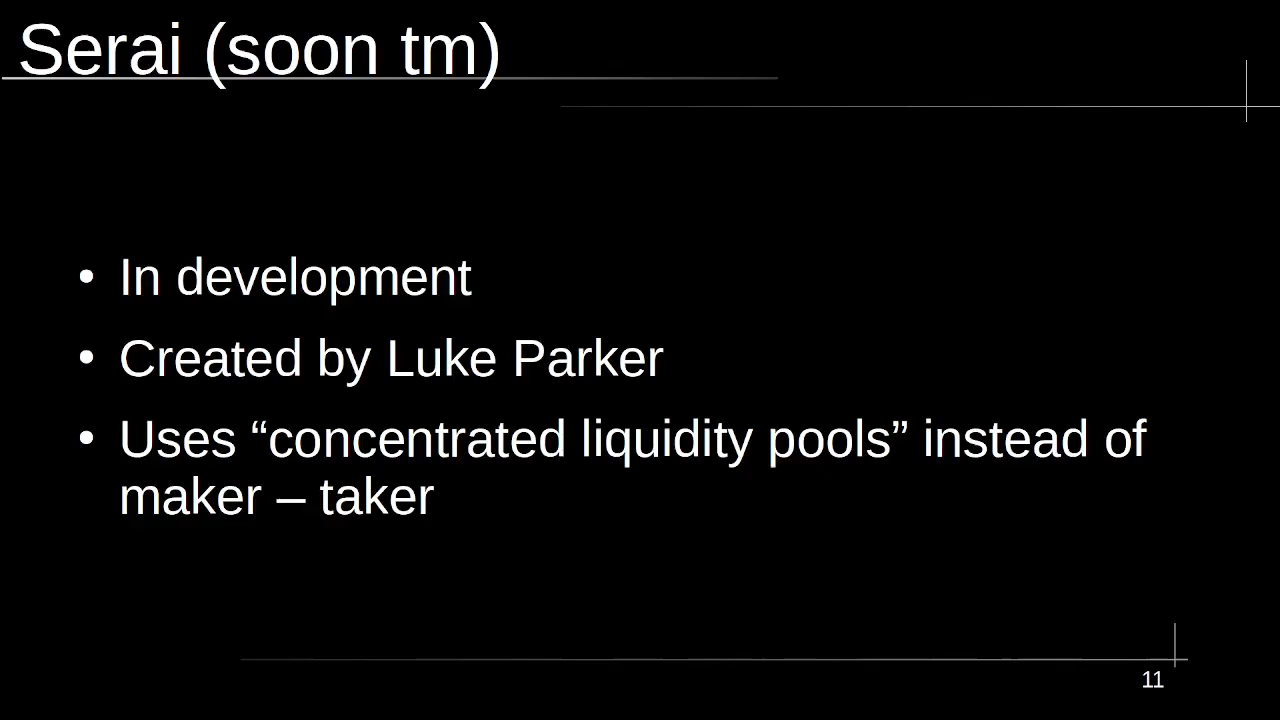 Serai (soon tm)
• In development
• Created by Luke Parker
• Uses “concentrated liquidity pools” instead of
maker – taker
11